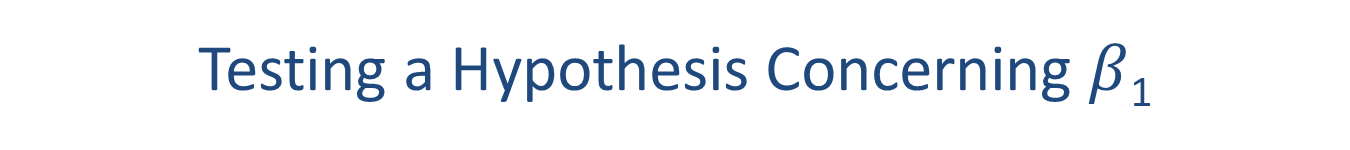 Testing a Hypothesis Concerning β₁